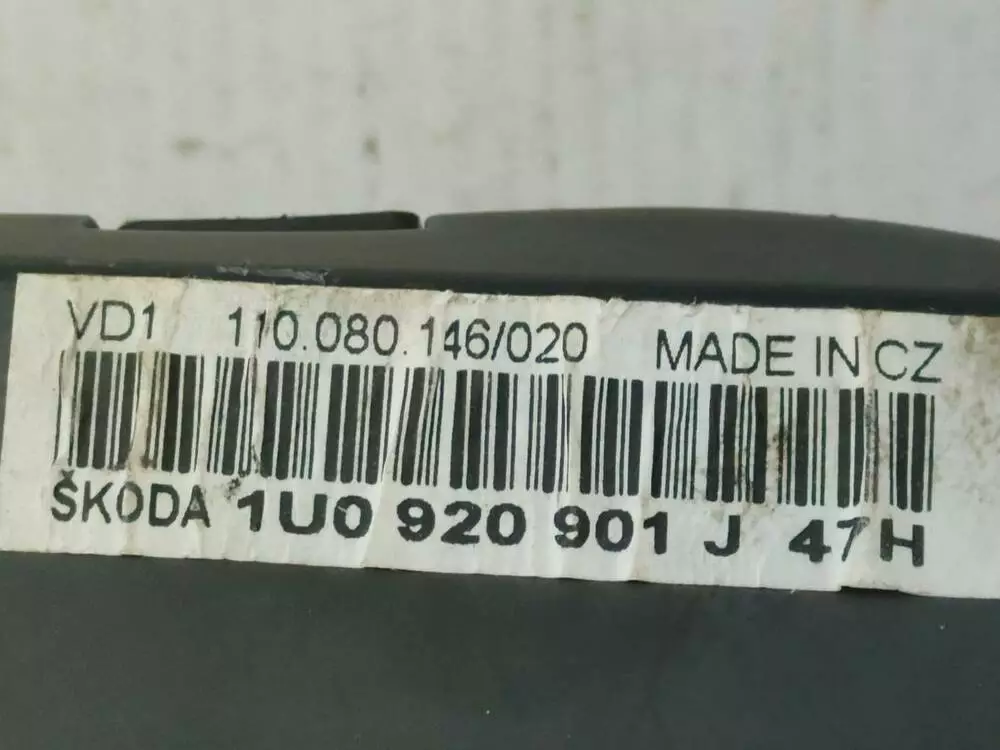 VD1 110.080.146/020 MADE IN CZ
ŠKODA 1U0 920 901 J 47H